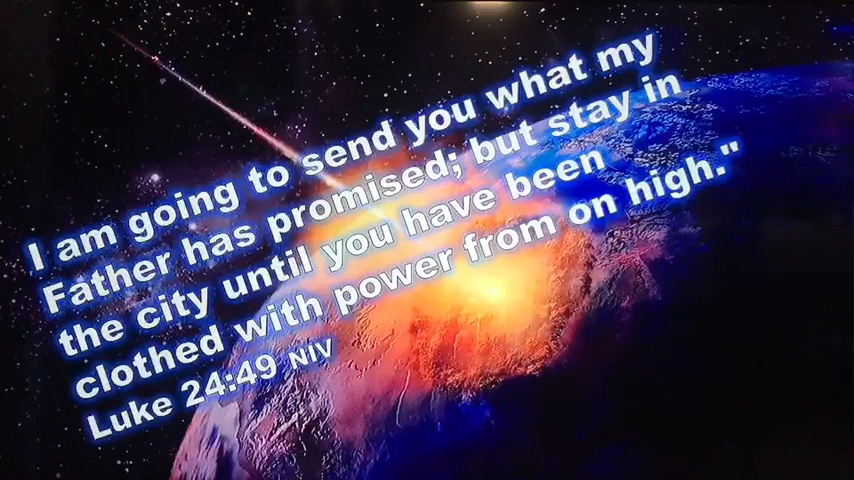 I am going to send you what my
Father has promised; but stay in
the city until you have been
clothed with power from on high."
Luke 24:49 NIV